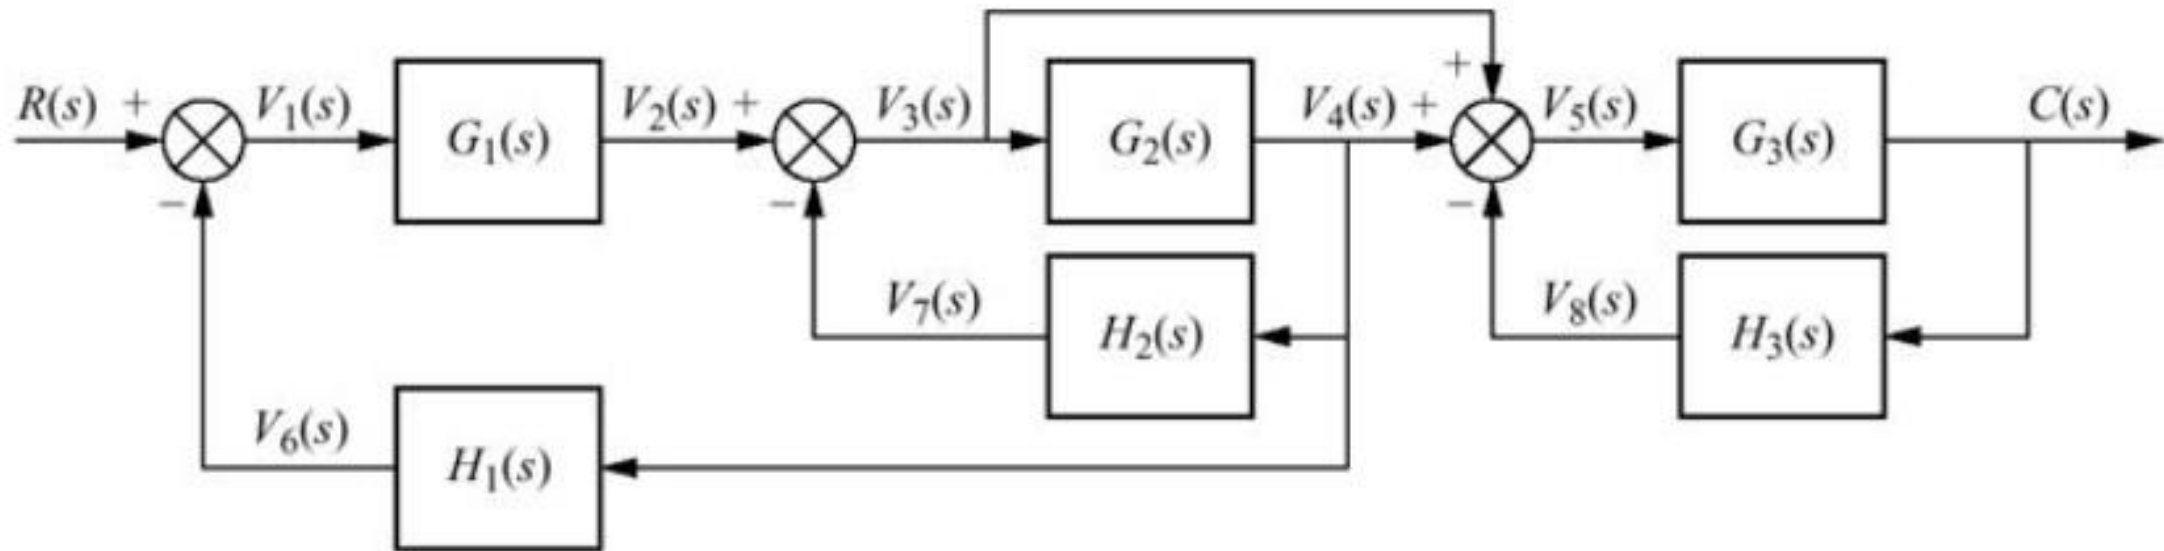 R(s) + V₁(s) G₁(s) V₂(s) + V₃(s) G₂(s) V₄(s) + + V₅(s) G₃(s) C(s)
− − −
V₇(s) H₂(s) V₈(s) H₃(s)
V₆(s) H₁(s)